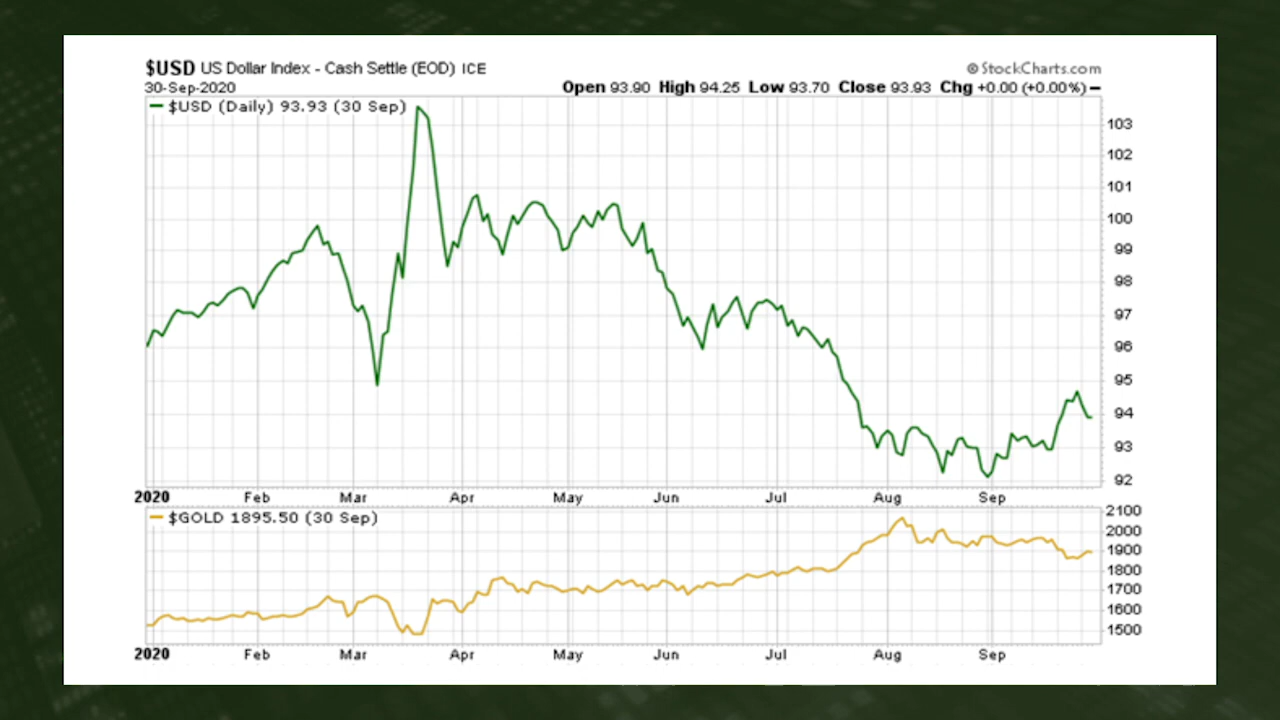 $USD US Dollar Index - Cash Settle (EOD) ICE
© StockCharts.com
30-Sep-2020
Open 93.90 High 94.25 Low 93.70 Close 93.93 Chg +0.00 (+0.00%)
$USD (Daily) 93.93 (30 Sep)
103
102
101
100
99
98
97
96
95
94
93
92
2020 Feb Mar Apr May Jun Jul Aug Sep
$GOLD 1895.50 (30 Sep)
2100
2000
1900
1800
1700
1600
1500
2020 Feb Mar Apr May Jun Jul Aug Sep